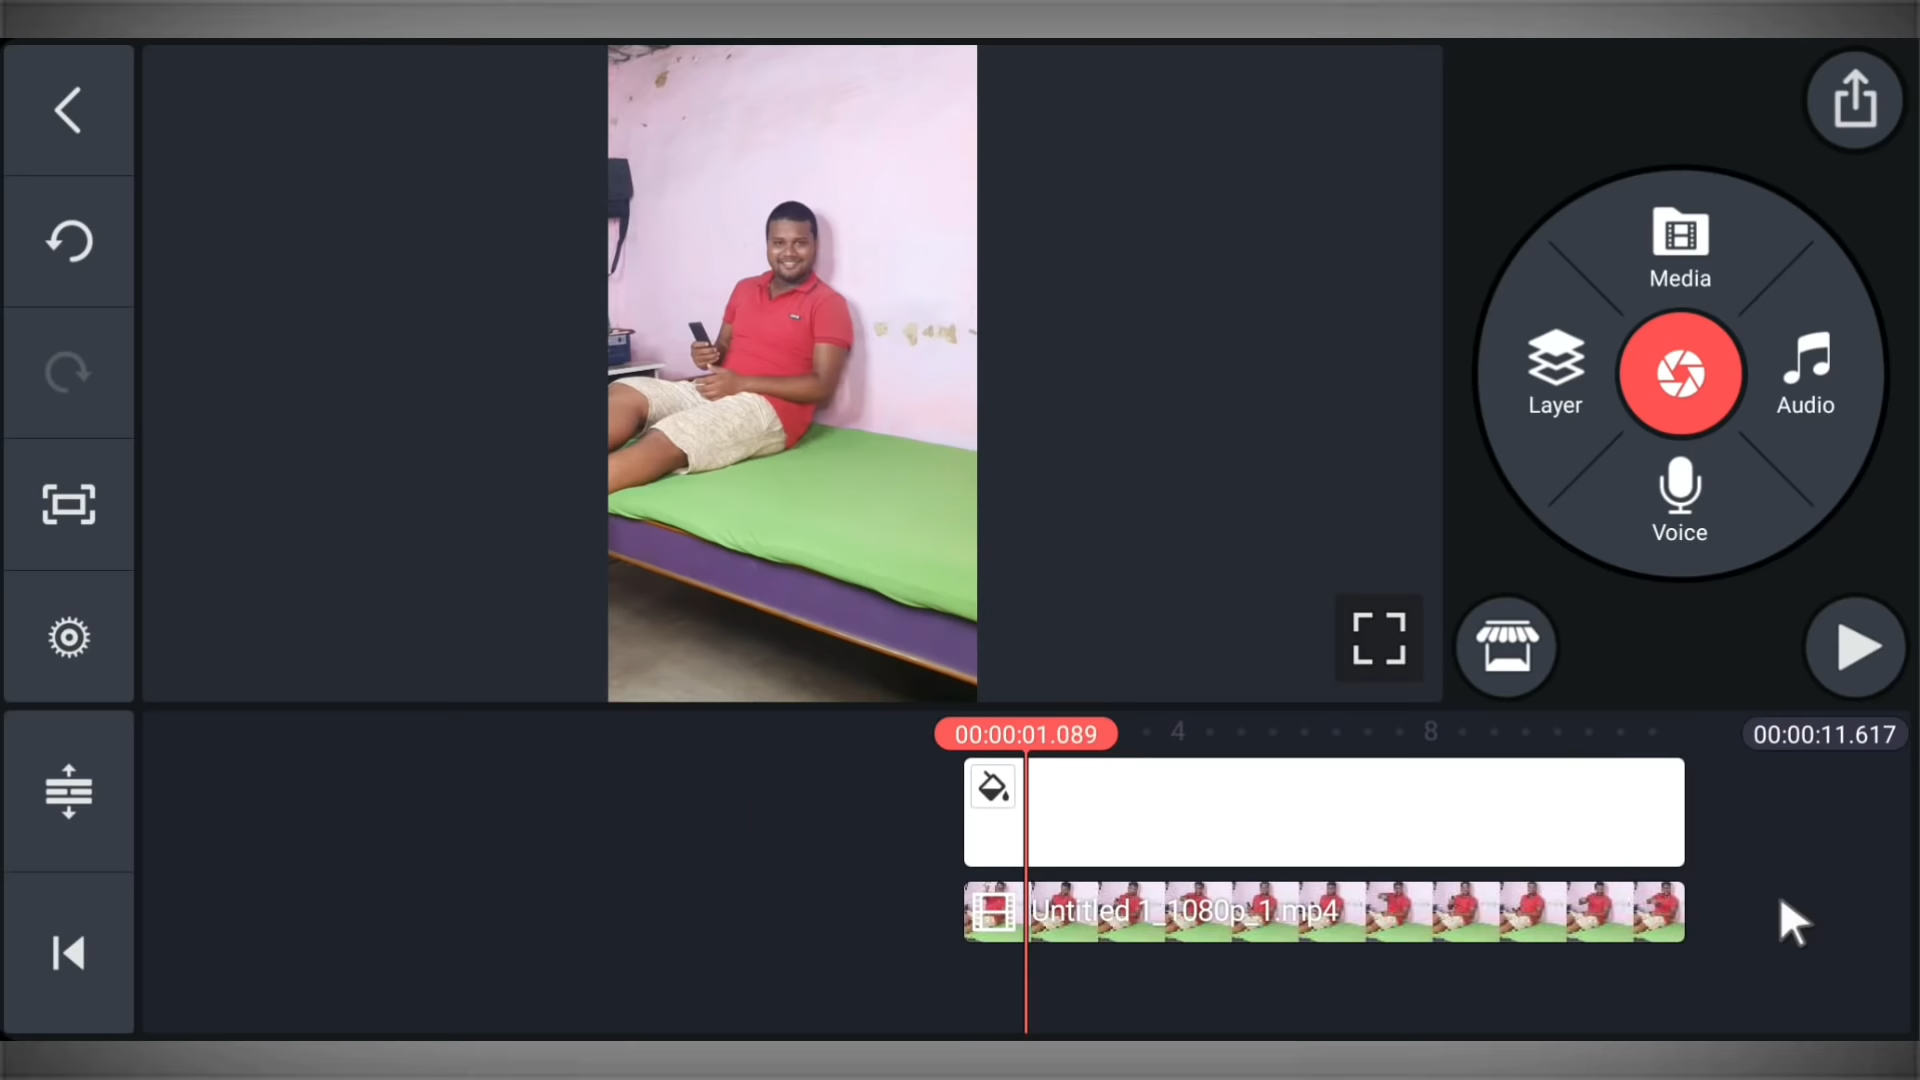 Media
Layer
Audio
Voice
00:00:01.089
4
8
00:00:11.617
Untitled 1_1080p_1.mp4